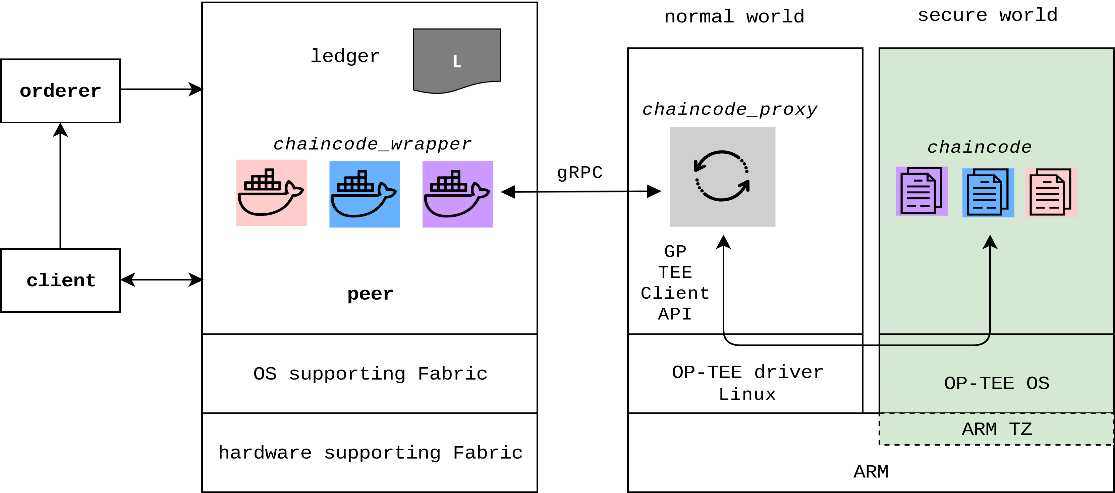 normal world
secure world
ledger
L
orderer
chaincode_wrapper
chaincode_proxy
chaincode
gRPC
client
peer
GP
TEE
Client
API
OS supporting Fabric
OP-TEE driver
Linux
OP-TEE OS
ARM TZ
hardware supporting Fabric
ARM